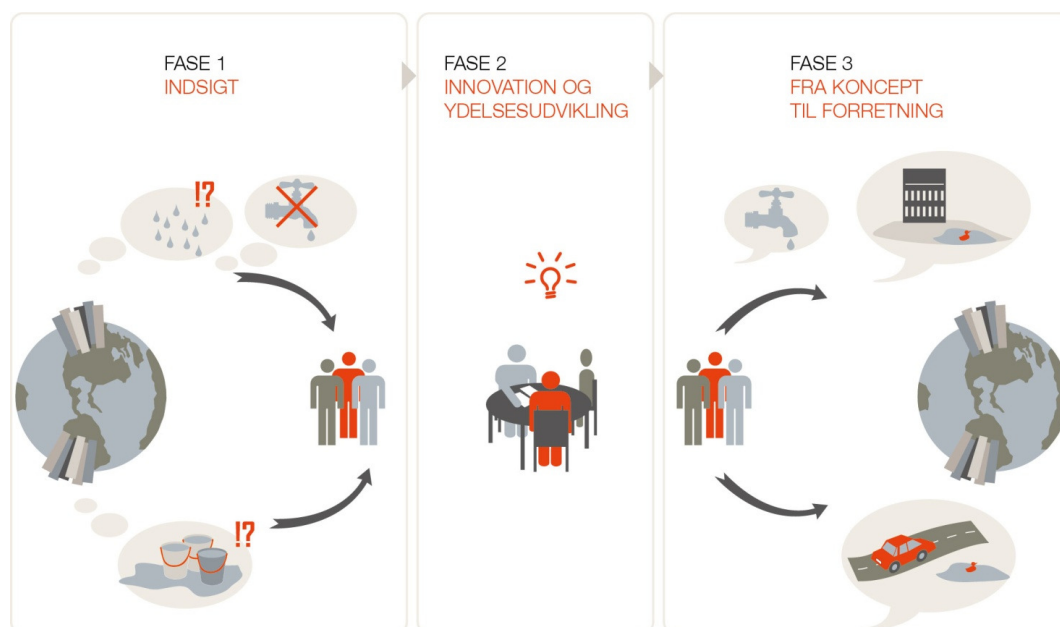 FASE 1
INDSIGT
!?
!?
FASE 2
INNOVATION OG
YDELSESUDVIKLING
FASE 3
FRA KONCEPT
TIL FORRETNING